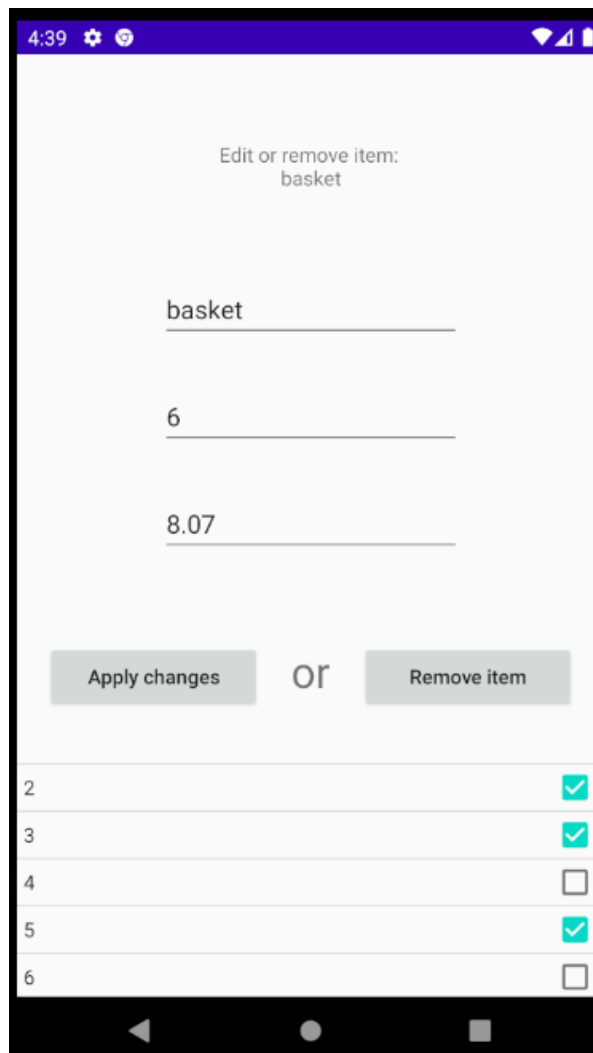 4:39
Edit or remove item:
basket
basket
6
8.07
Apply changes or Remove item
2
3
4
5
6